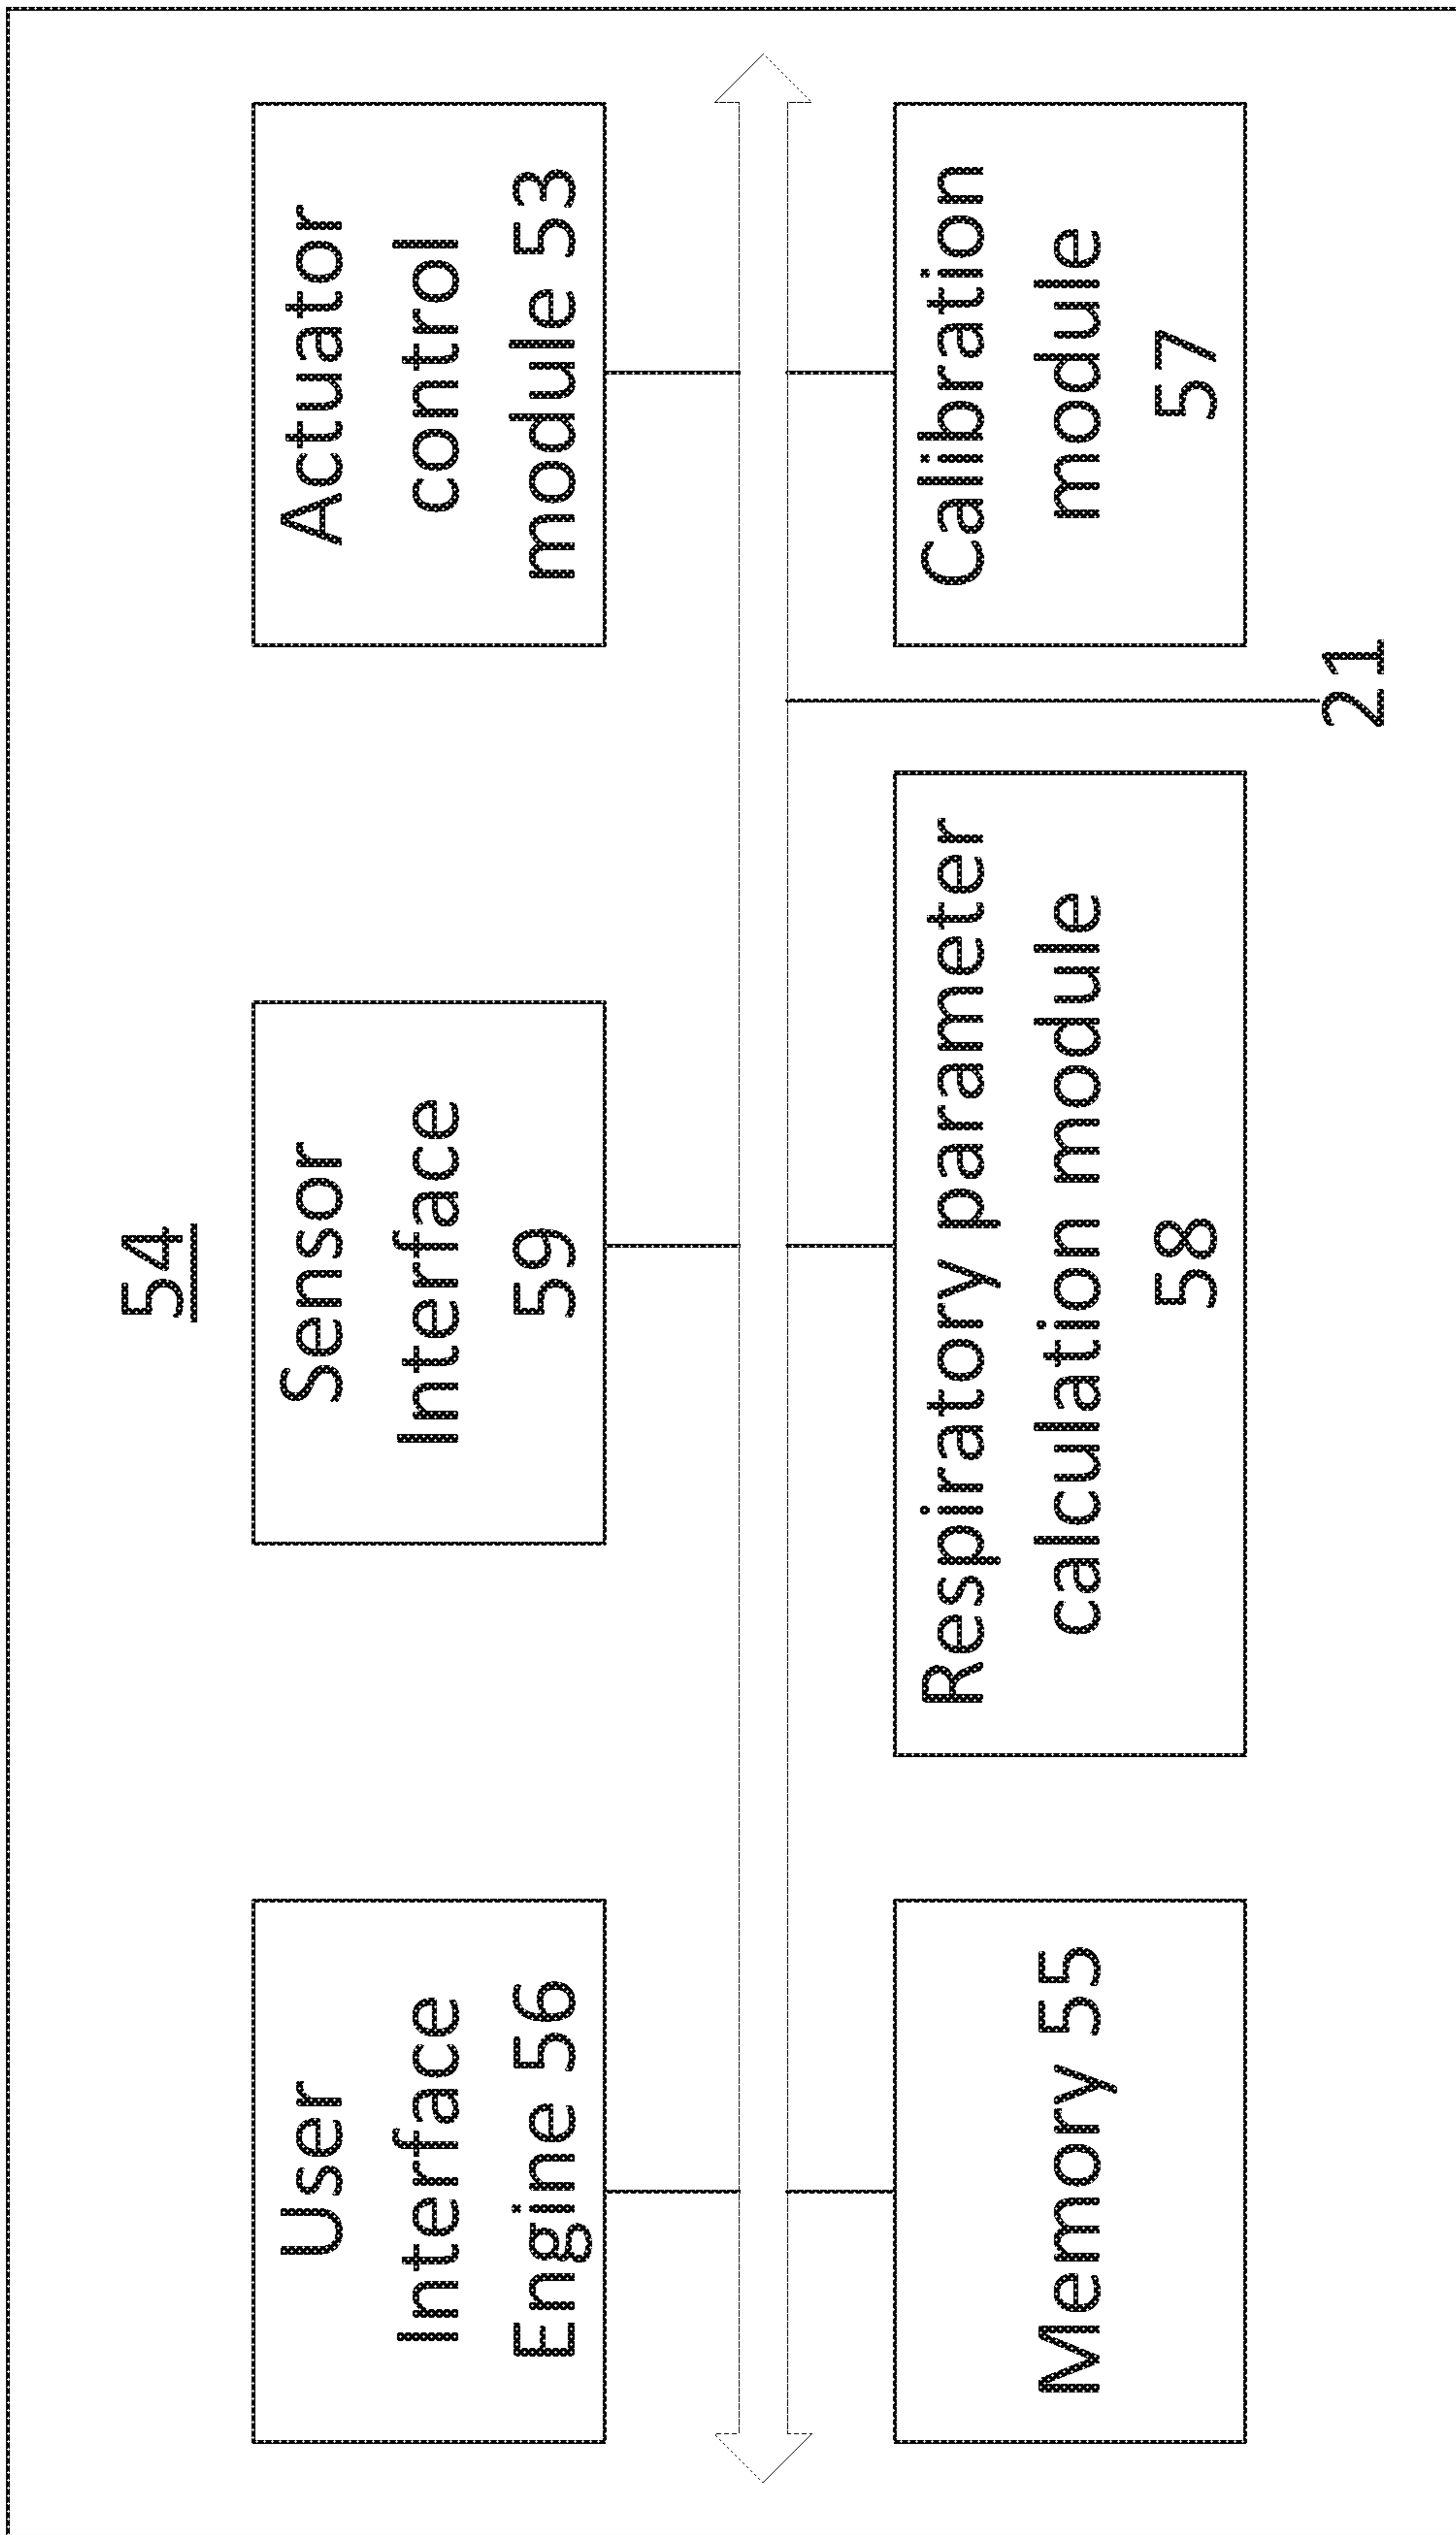 54
User
Interface
Engine 56
Sensor
Interface
59
Actuator
control
module 53
Memory 55
Respiratory parameter
calculation module
58
Calibration
module
57
21